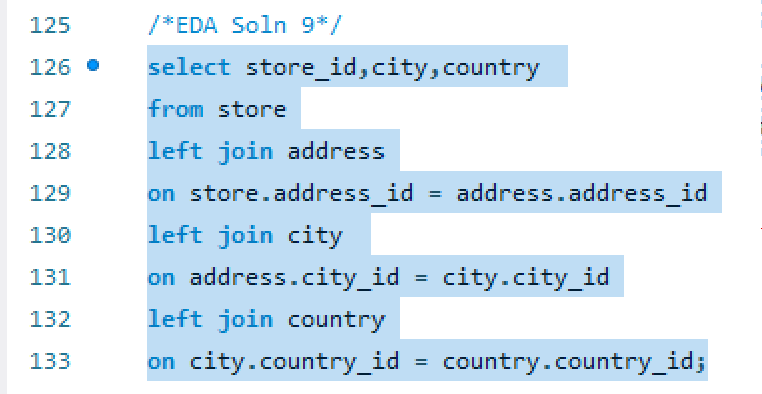 125 /*EDA Soln 9*/
126 select store_id,city,country
127 from store
128 left join address
129 on store.address_id = address.address_id
130 left join city
131 on address.city_id = city.city_id
132 left join country
133 on city.country_id = country.country_id;